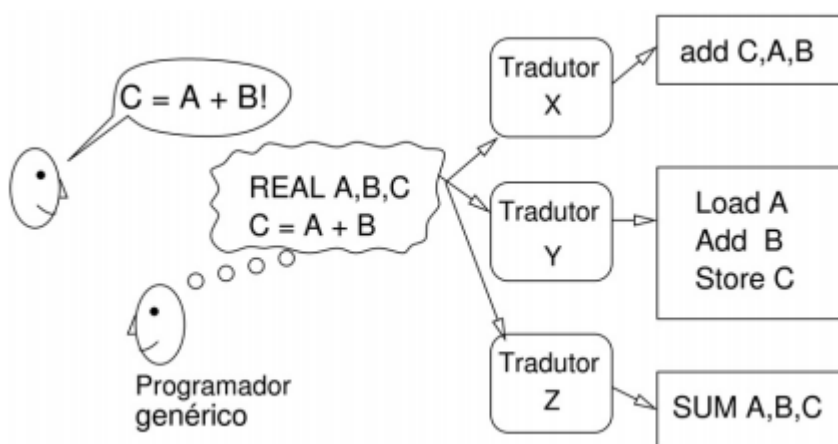 C = A + B!
REAL A,B,C
C = A + B
Programador
genérico
Tradutor
X
add C,A,B
Tradutor
Y
Load A
Add B
Store C
Tradutor
Z
SUM A,B,C